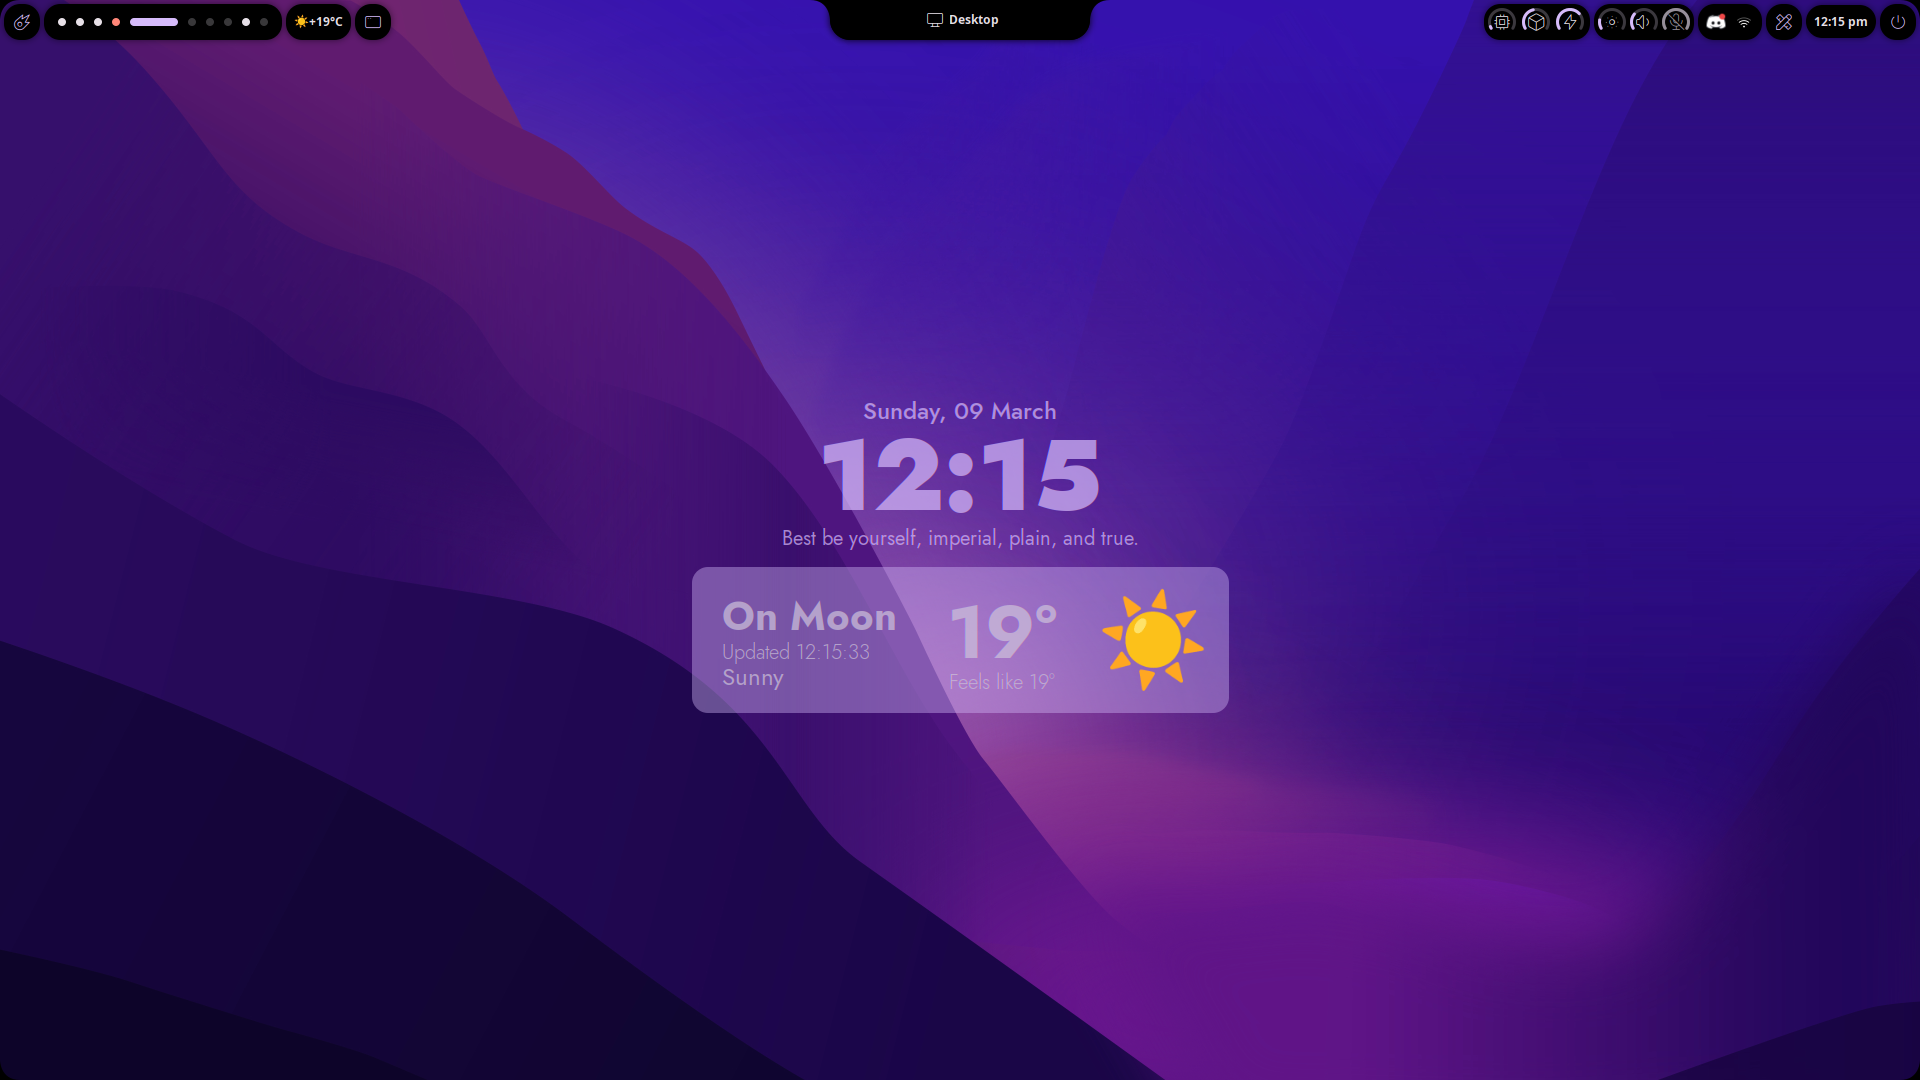 +19°C
Desktop
12:15 pm
Sunday, 09 March
12:15
Best be yourself, imperial, plain, and true.
On Moon
Updated 12:15:33
Sunny
19°
Feels like 19°